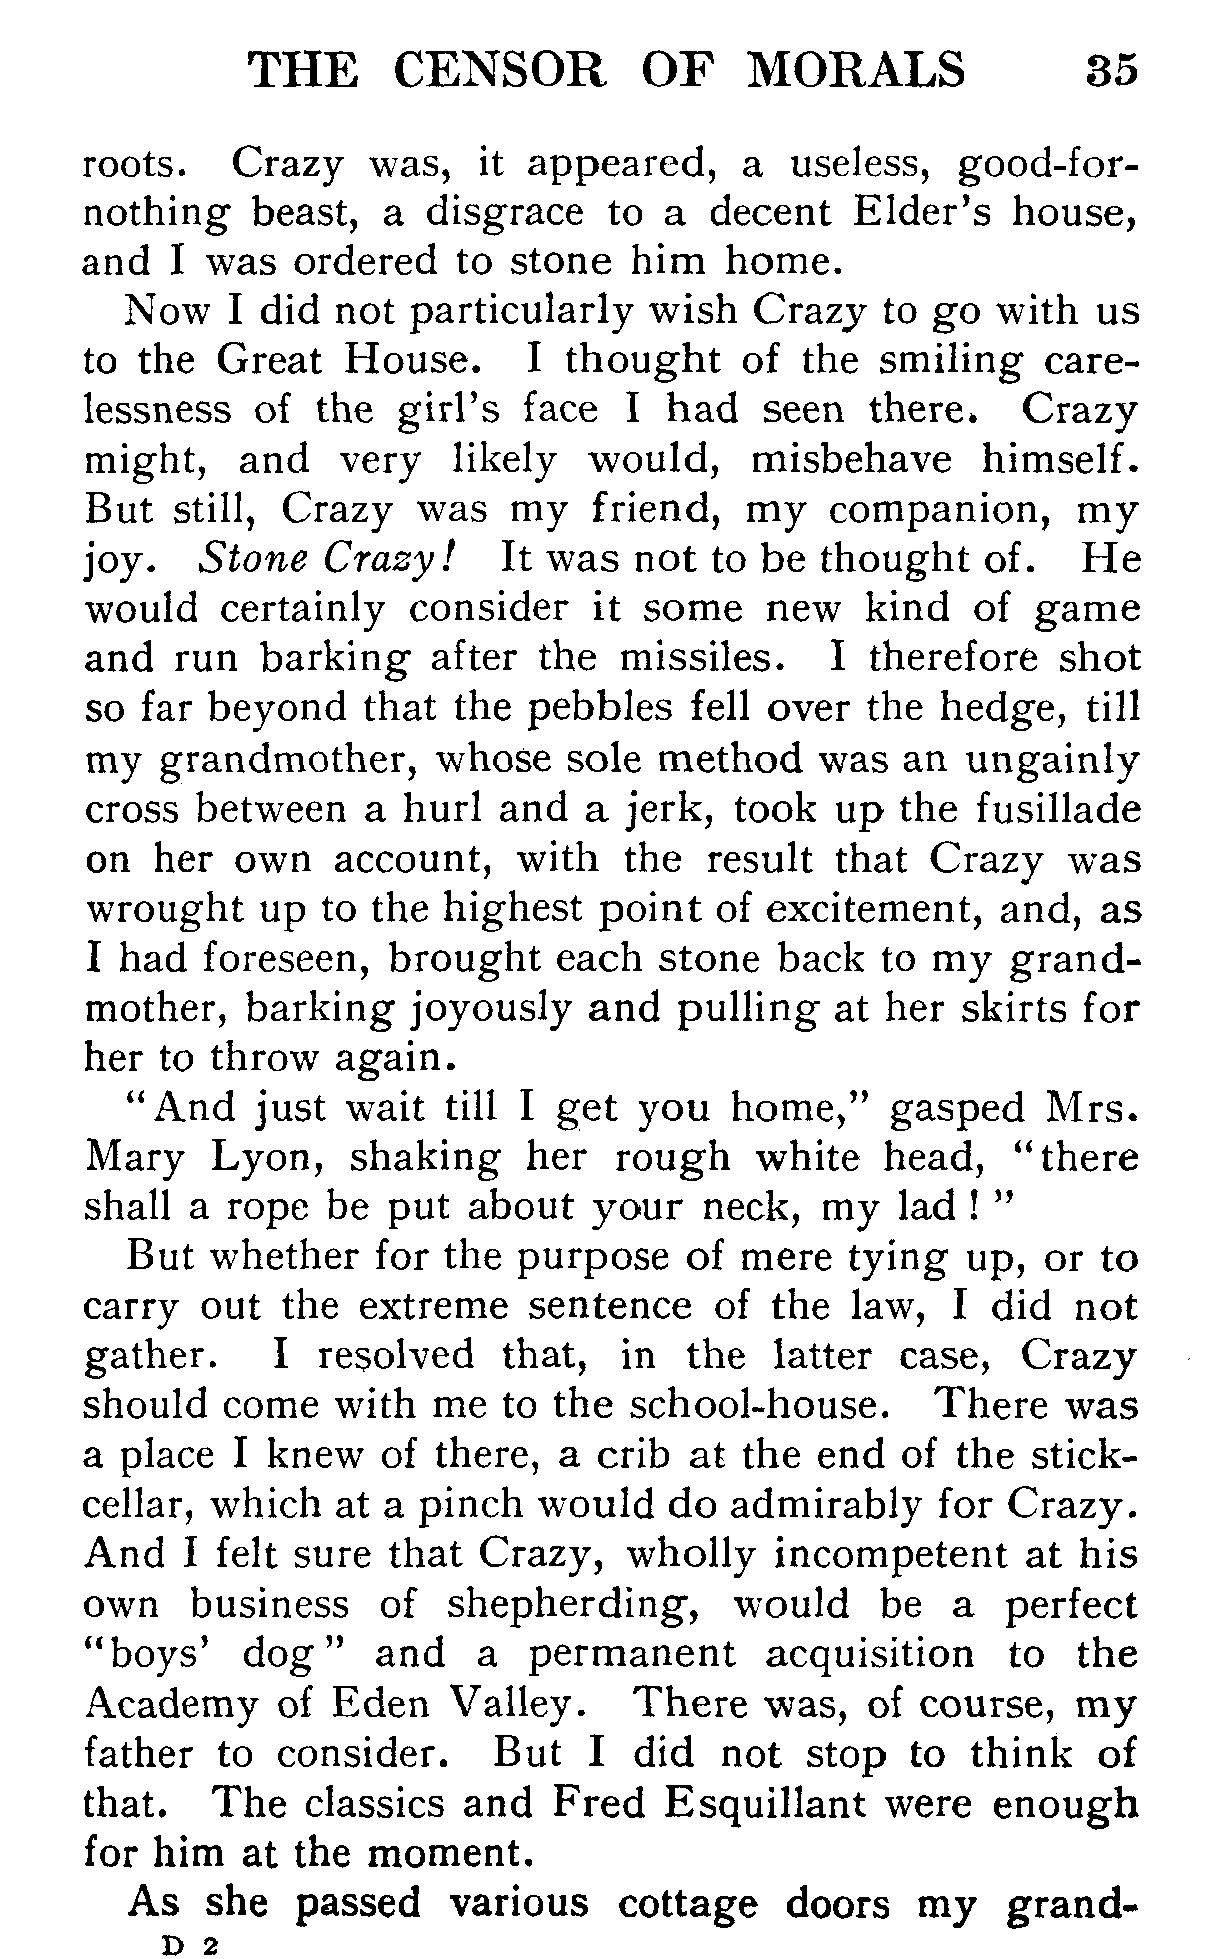 THE CENSOR OF MORALS 35
roots. Crazy was, it appeared, a useless, good-for-
nothing beast, a disgrace to a decent Elder's house,
and I was ordered to stone him home.
Now I did not particularly wish Crazy to go with us
to the Great House. I thought of the smiling care-
lessness of the girl's face I had seen there. Crazy
might, and very likely would, misbehave himself.
But still, Crazy was my friend, my companion, my
joy. Stone Crazy! It was not to be thought of. He
would certainly consider it some new kind of game
and run barking after the missiles. I therefore shot
so far beyond that the pebbles fell over the hedge, till
my grandmother, whose sole method was an ungainly
cross between a hurl and a jerk, took up the fusillade
on her own account, with the result that Crazy was
wrought up to the highest point of excitement, and, as
I had foreseen, brought each stone back to my grand-
mother, barking joyously and pulling at her skirts for
her to throw again.
"And just wait till I get you home," gasped Mrs.
Mary Lyon, shaking her rough white head, "there
shall a rope be put about your neck, my lad!"
But whether for the purpose of mere tying up, or to
carry out the extreme sentence of the law, I did not
gather. I resolved that, in the latter case, Crazy
should come with me to the school-house. There was
a place I knew of there, a crib at the end of the stick-
cellar, which at a pinch would do admirably for Crazy.
And I felt sure that Crazy, wholly incompetent at his
own business of shepherding, would be a perfect
"boys' dog" and a permanent acquisition to the
Academy of Eden Valley. There was, of course, my
father to consider. But I did not stop to think of
that. The classics and Fred Esquillant were enough
for him at the moment.
As she passed various cottage doors my grand-
D 2